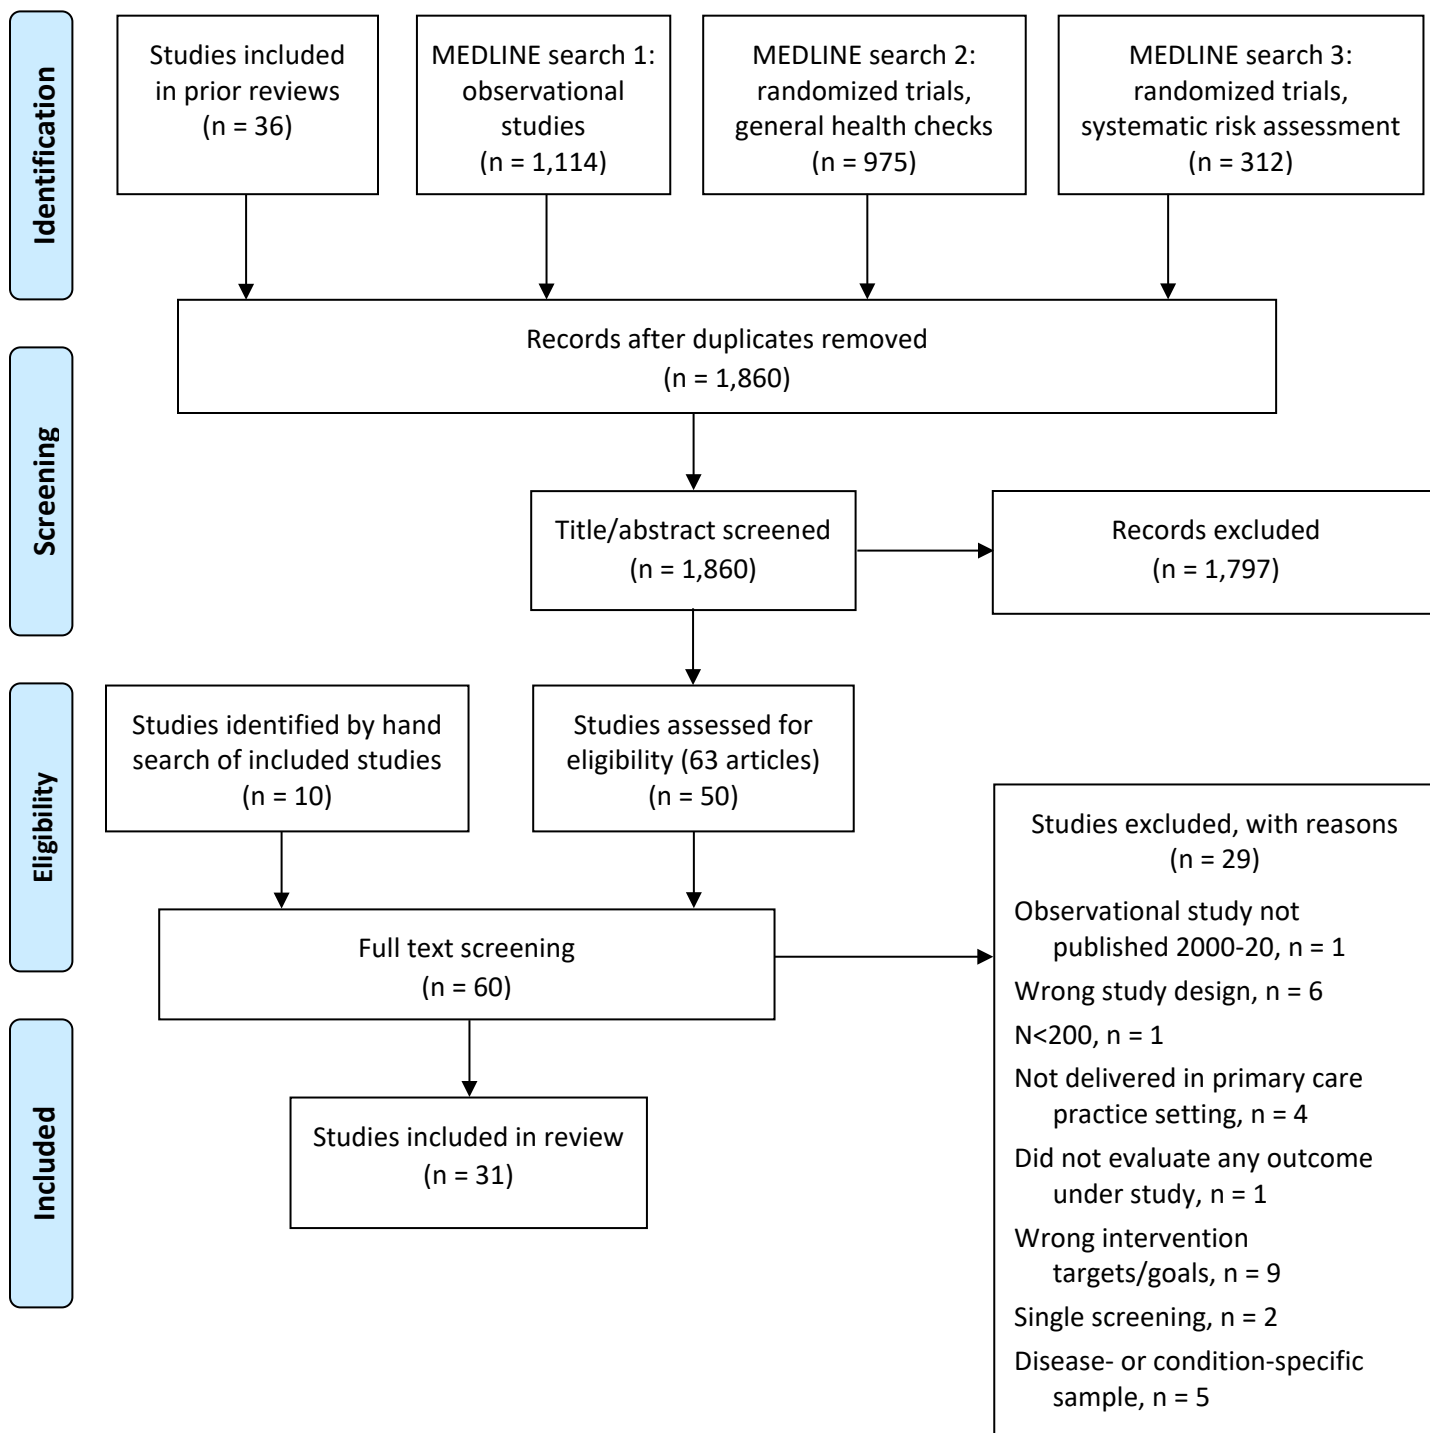 Identification
Studies included
in prior reviews
(n = 36)
MEDLINE search 1:
observational
studies
(n = 1,114)
MEDLINE search 2:
randomized trials,
general health checks
(n = 975)
MEDLINE search 3:
randomized trials,
systematic risk assessment
(n = 312)
Records after duplicates removed
(n = 1,860)
Screening
Title/abstract screened
(n = 1,860)
Records excluded
(n = 1,797)
Eligibility
Studies identified by hand
search of included studies
(n = 10)
Studies assessed for
eligibility (63 articles)
(n = 50)
Full text screening
(n = 60)
Studies excluded, with reasons
(n = 29)
Observational study not
published 2000-20, n = 1
Wrong study design, n = 6
N<200, n = 1
Not delivered in primary care
practice setting, n = 4
Did not evaluate any outcome
under study, n = 1
Wrong intervention
targets/goals, n = 9
Single screening, n = 2
Disease- or condition-specific
sample, n = 5
Included
Studies included in review
(n = 31)